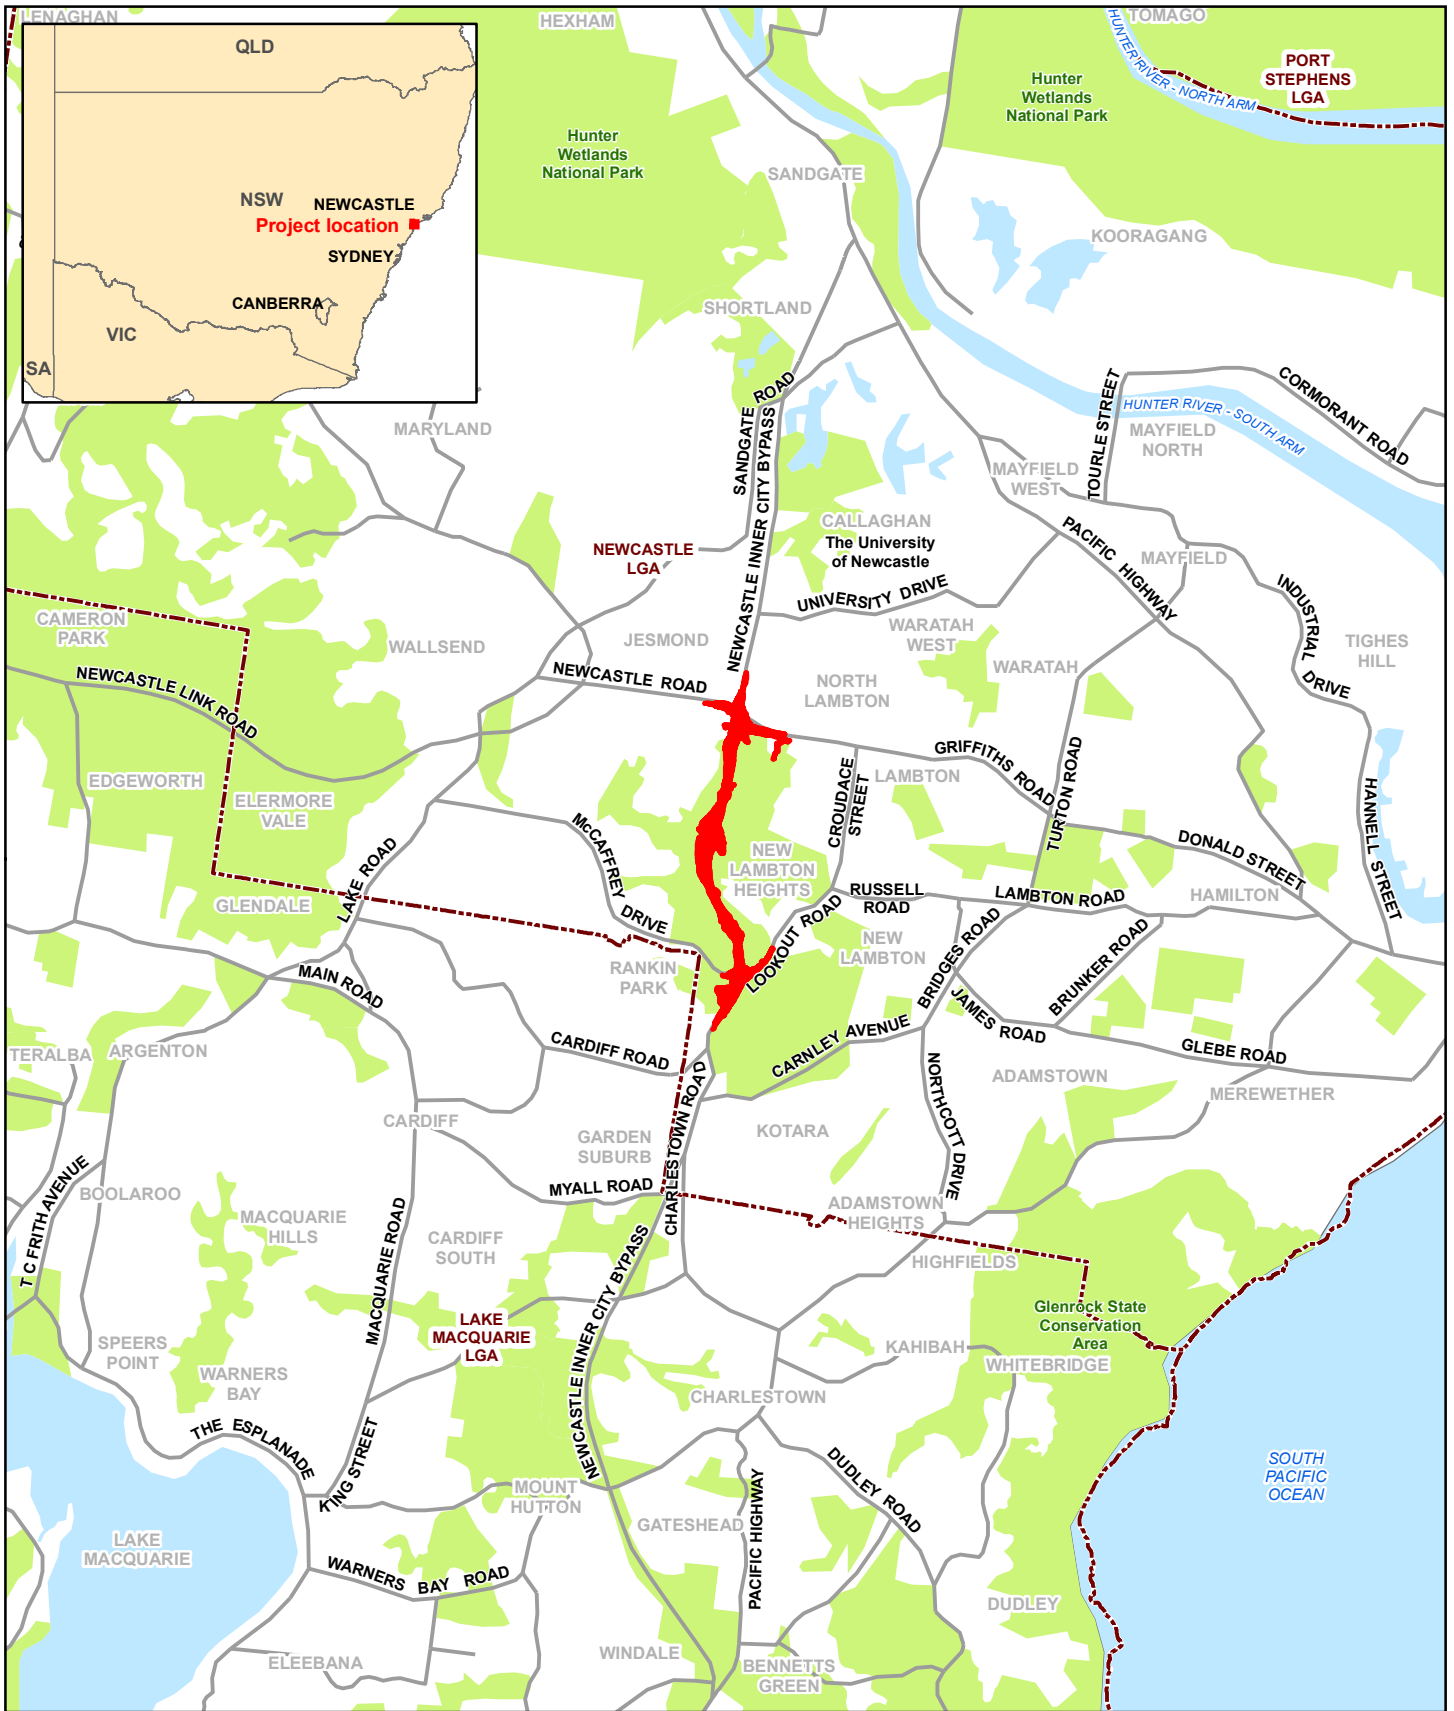 LENAGHAN
HEXHAM
TOMAGO
QLD
NSW
NEWCASTLE
Project location
SYDNEY
CANBERRA
VIC
SA
HUNTER RIVER - NORTH ARM
PORT
STEPHENS
LGA
Hunter
Wetlands
National Park
Hunter
Wetlands
National Park
SANDGATE
KOORAGANG
SHORTLAND
MARYLAND
SANDGATE ROAD
NEWCASTLE INNER CITY BYPASS
TOURLE STREET
CORMORANT ROAD
HUNTER RIVER - SOUTH ARM
MAYFIELD
NORTH
MAYFIELD
WEST
CALLAGHAN
The University
of Newcastle
PACIFIC HIGHWAY
MAYFIELD
NEWCASTLE
LGA
UNIVERSITY DRIVE
INDUSTRIAL DRIVE
CAMERON
PARK
WALLSEND
JESMOND
WARATAH
WEST
WARATAH
TIGHES
HILL
NEWCASTLE LINK ROAD
NEWCASTLE ROAD
NORTH
LAMBTON
EDGEWORTH
ELERMORE
VALE
GRIFFITHS ROAD
LAMBTON
CROUDACE
STREET
TURTON ROAD
HANNELL STREET
McCAFFREY DRIVE
DONALD STREET
NEW
LAMBTON
HEIGHTS
LAKE ROAD
RUSSELL
ROAD
LAMBTON ROAD
HAMILTON
GLENDALE
LOOKOUT ROAD
NEW
LAMBTON
BRIDGES ROAD
BRUNKER ROAD
RANKIN
PARK
MAIN ROAD
JAMES ROAD
TERALBA
ARGENTON
CARDIFF ROAD
CARNLEY AVENUE
GLEBE ROAD
NORTHCOTT DRIVE
ADAMSTOWN
MEREWETHER
CHARLESTOWN ROAD
CARDIFF
GARDEN
SUBURB
KOTARA
T C FRITH AVENUE
BOOLAROO
MYALL ROAD
MACQUARIE
HILLS
MACQUARIE ROAD
CARDIFF
SOUTH
ADAMSTOWN
HEIGHTS
HIGHFIELDS
NEWCASTLE INNER CITY BYPASS
LAKE
MACQUARIE
LGA
Glenrock State
Conservation
Area
SPEERS
POINT
WARNERS
BAY
KAHIBAH
WHITEBRIDGE
CHARLESTOWN
THE ESPLANADE
KING STREET
DUDLEY ROAD
PACIFIC HIGHWAY
MOUNT
HUTTON
GATESHEAD
SOUTH
PACIFIC
OCEAN
LAKE
MACQUARIE
WARNERS BAY ROAD
DUDLEY
WINDALE
ELEEBANA
BENNETTS
GREEN